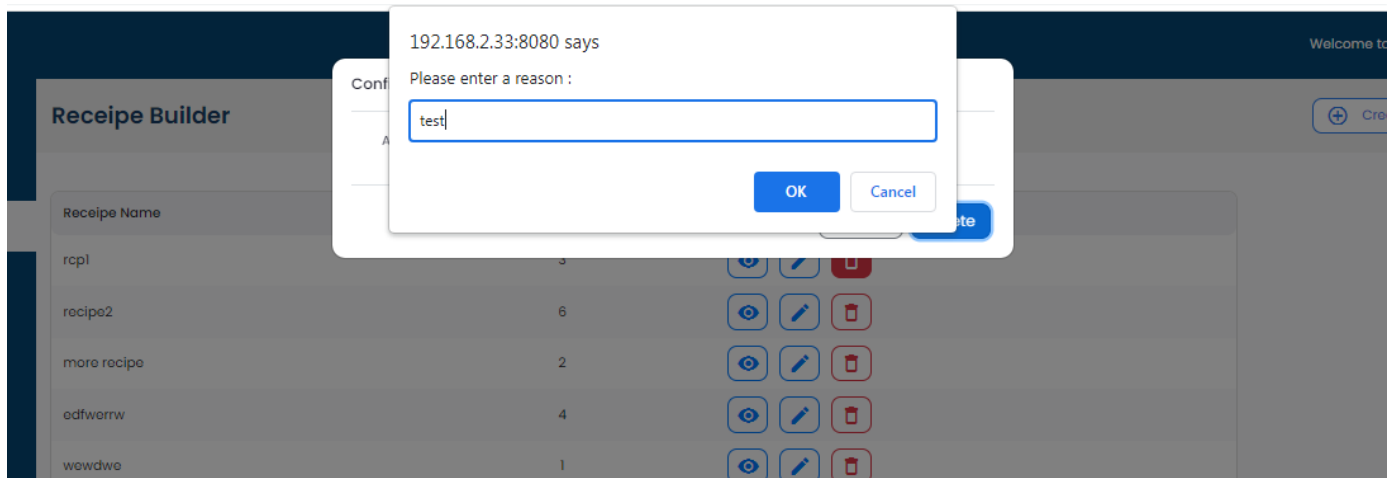 192.168.2.33:8080 says
Please enter a reason :
test
OK Cancel
Welcome to
Receipe Builder
Receipe Name
rcp1 3
recipe2 6
more recipe 2
edfwerrw 4
wewdwe 1